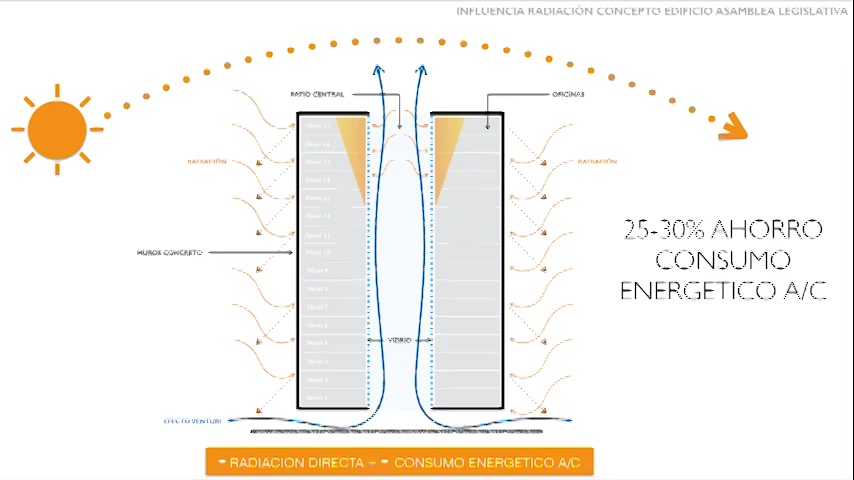 INFLUENCIA RADIACIÓN CONCEPTO EDIFICIO ASAMBLEA LEGISLATIVA
PATIO CENTRAL
OFICINAS
RADIACIÓN
RADIACIÓN
MUROS CONCRETO
VIDRIO
EFECTO VENTURI
25-30% AHORRO
CONSUMO
ENERGETICO A/C
- RADIACION DIRECTA – - CONSUMO ENERGETICO A/C